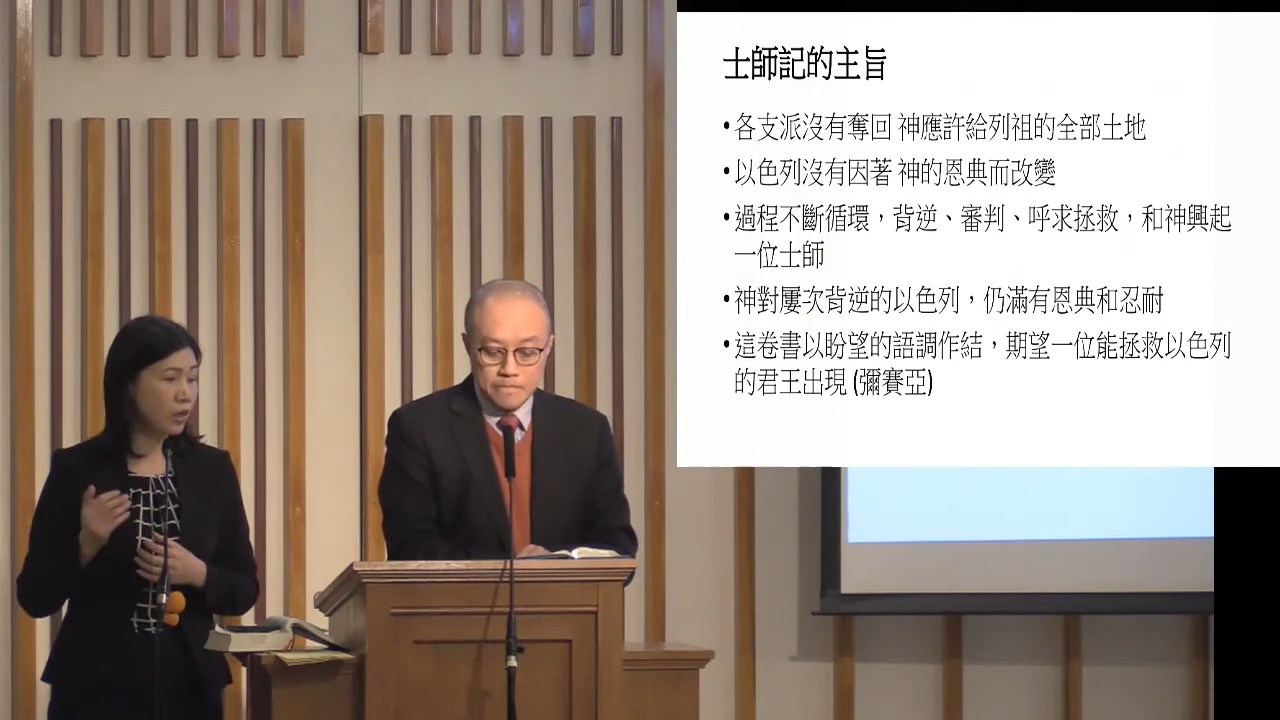 士師記的主旨
•各支派沒有奪回 神應許給列祖的全部土地
•以色列沒有因著 神的恩典而改變
•過程不斷循環，背逆、審判、呼求拯救，和神興起
一位士師
•神對屢次背逆的以色列，仍滿有恩典和忍耐
•這卷書以盼望的語調作結，期望一位能拯救以色列
的君王出現 (彌賽亞)